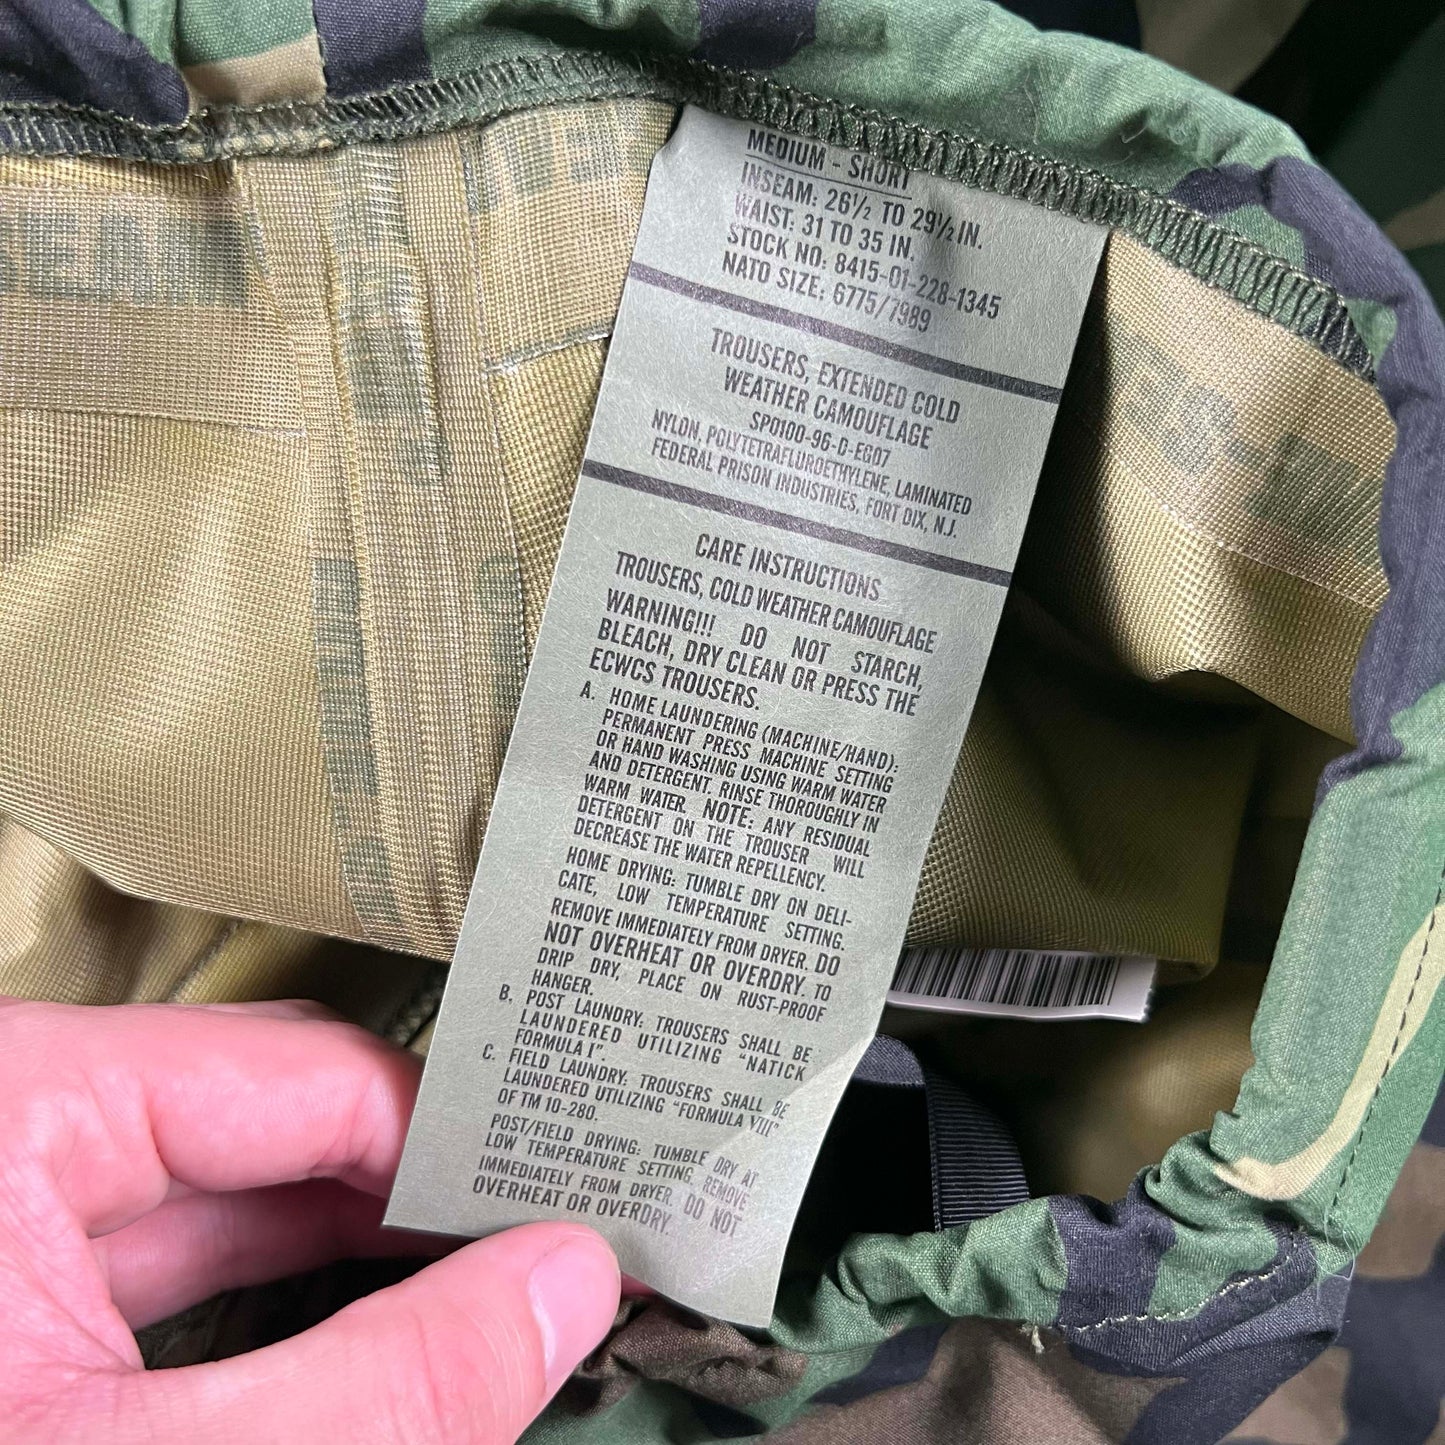 MEDIUM - SHORT
INSEAM: 26½ TO 29½ IN.
WAIST: 31 TO 35 IN.
STOCK NO. 8415-01-228-1345
NATO SIZE: 6775/7989
TROUSERS, EXTENDED COLD
WEATHER CAMOUFLAGE
SPO100-96-D-EG07
NYLON, POLYTETRAFLUROETHYLENE, LAMINATED
FEDERAL PRISON INDUSTRIES, FORT DIX, N.J.
CARE INSTRUCTIONS
TROUSERS, COLD WEATHER CAMOUFLAGE
WARNING!!! DO NOT STARCH,
BLEACH, DRY CLEAN OR PRESS THE
ECWCS TROUSERS.
A. HOME LAUNDERING (MACHINE/HAND):
PERMANENT PRESS MACHINE SETTING
OR HAND WASHING USING WARM WATER
AND DETERGENT. RINSE THOROUGHLY IN
WARM WATER. NOTE: ANY RESIDUAL
DETERGENT ON THE TROUSER WILL
DECREASE THE WATER REPELLENCY.
HOME DRYING: TUMBLE DRY ON DELI-
CATE, LOW TEMPERATURE SETTING.
REMOVE IMMEDIATELY FROM DRYER. DO
NOT OVERHEAT OR OVERDRY. TO
DRIP DRY, PLACE ON RUST-PROOF
HANGER.
B. POST LAUNDRY: TROUSERS SHALL BE
LAUNDERED UTILIZING "NATICK
FORMULA I".
C. FIELD LAUNDRY: TROUSERS SHALL BE
LAUNDERED UTILIZING "FORMULA VIII"
OF TM 10-280.
POST/FIELD DRYING: TUMBLE DRY AT
LOW TEMPERATURE SETTING. REMOVE
IMMEDIATELY FROM DRYER. DO NOT
OVERHEAT OR OVERDRY.